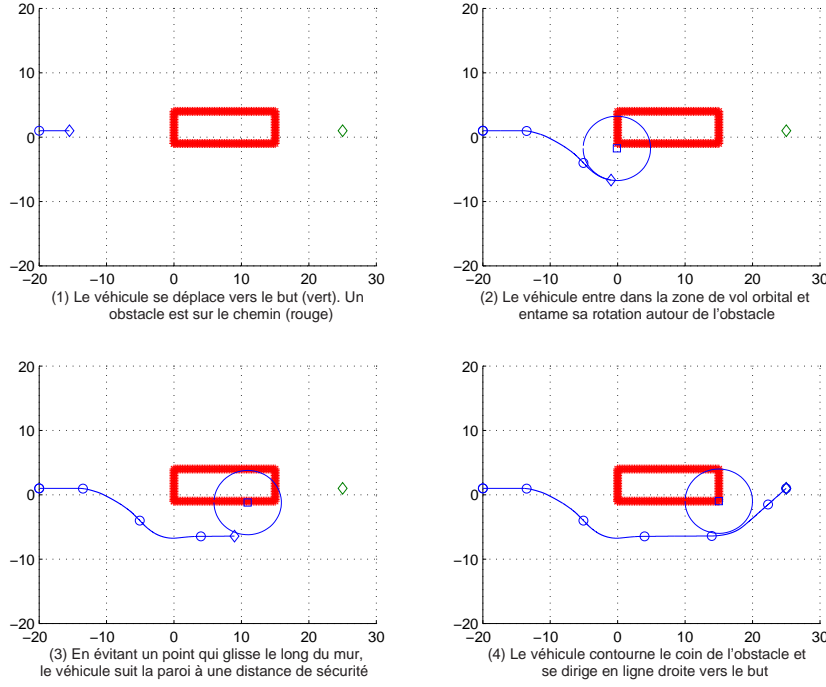 20
10
0
−10
−20
−20 −10 0 10 20 30
(1) Le véhicule se déplace vers le but (vert). Un
obstacle est sur le chemin (rouge)
20
10
0
−10
−20
−20 −10 0 10 20 30
(2) Le véhicule entre dans la zone de vol orbital et
entame sa rotation autour de l'obstacle
20
10
0
−10
−20
−20 −10 0 10 20 30
(3) En évitant un point qui glisse le long du mur,
le véhicule suit la paroi à une distance de sécurité
20
10
0
−10
−20
−20 −10 0 10 20 30
(4) Le véhicule contourne le coin de l'obstacle et
se dirige en ligne droite vers le but